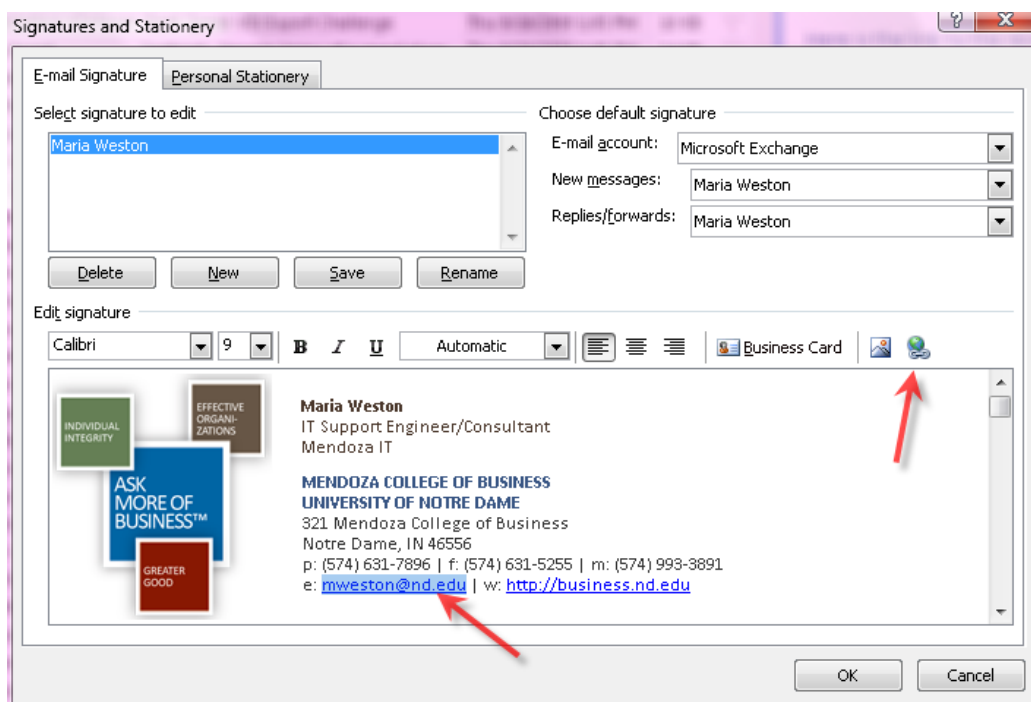 Signatures and Stationery
E-mail Signature
Personal Stationery
Select signature to edit
Choose default signature
Maria Weston
E-mail account:
Microsoft Exchange
New messages:
Maria Weston
Replies/forwards:
Maria Weston
Delete
New
Save
Rename
Edit signature
Calibri
9
B
I
U
Automatic
Business Card
INDIVIDUAL
INTEGRITY
EFFECTIVE
ORGANI-
ZATIONS
ASK
MORE OF
BUSINESS™
GREATER
GOOD
Maria Weston
IT Support Engineer/Consultant
Mendoza IT
MENDOZA COLLEGE OF BUSINESS
UNIVERSITY OF NOTRE DAME
321 Mendoza College of Business
Notre Dame, IN 46556
p: (574) 631-7896 | f: (574) 631-5255 | m: (574) 993-3891
e: mweston@nd.edu | w: http://business.nd.edu
OK
Cancel